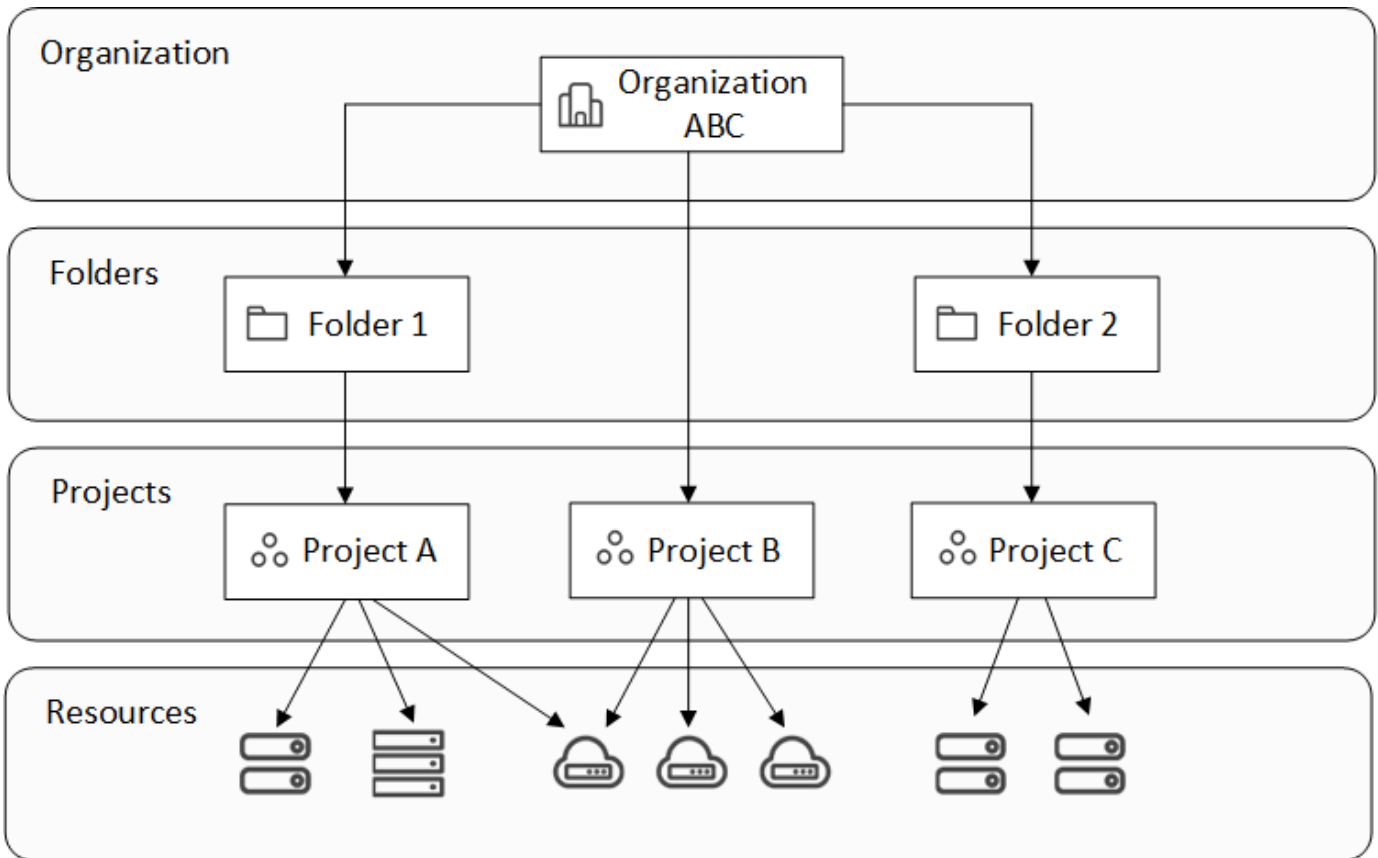 Organization
Organization
ABC
Folders
Folder 1
Folder 2
Projects
Project A
Project B
Project C
Resources